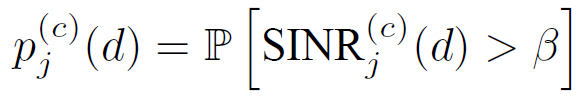 p_j^{(c)}(d) = ℙ[SINR_j^{(c)}(d) > β]